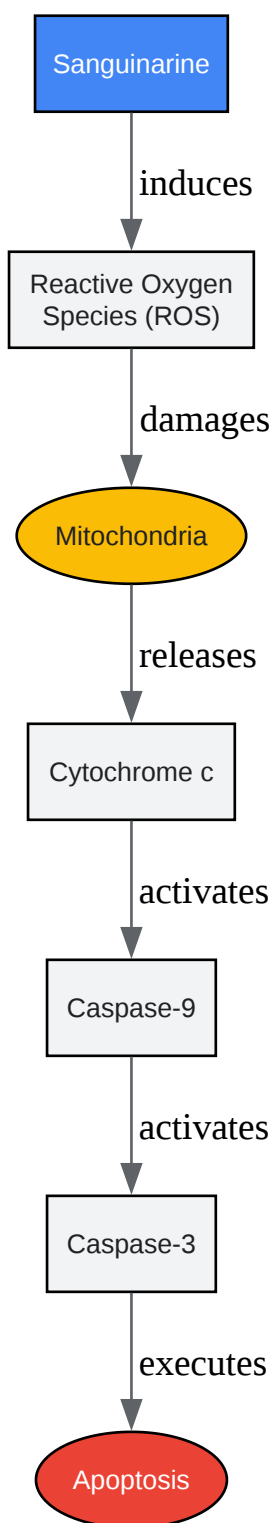 Sanguinarine
induces
Reactive Oxygen
Species (ROS)
damages
Mitochondria
releases
Cytochrome c
activates
Caspase-9
activates
Caspase-3
executes
Apoptosis